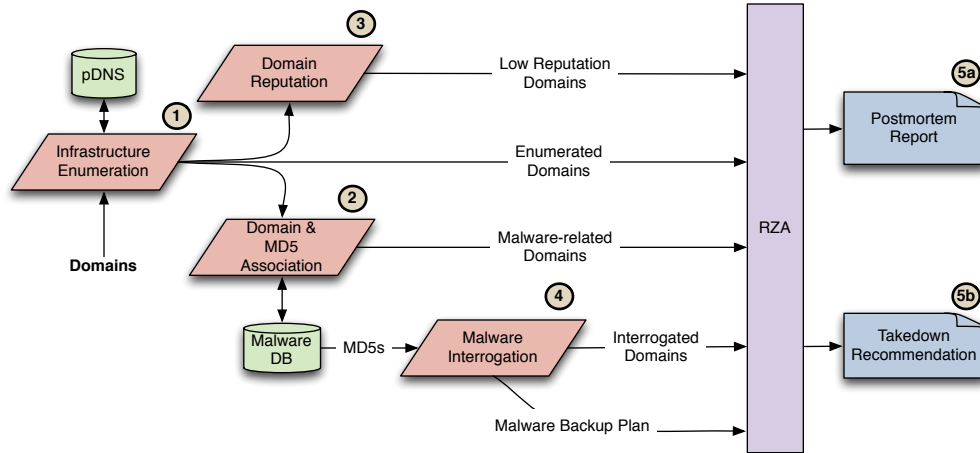 3
Domain
Reputation
Low Reputation
Domains
5a
pDNS
1
Postmortem
Report
Infrastructure
Enumeration
Enumerated
Domains
2
Domain &
MD5
Association
Malware-related
Domains
RZA
Domains
4
5b
Malware
DB
MD5s
Malware
Interrogation
Interrogated
Domains
Takedown
Recommendation
Malware Backup Plan